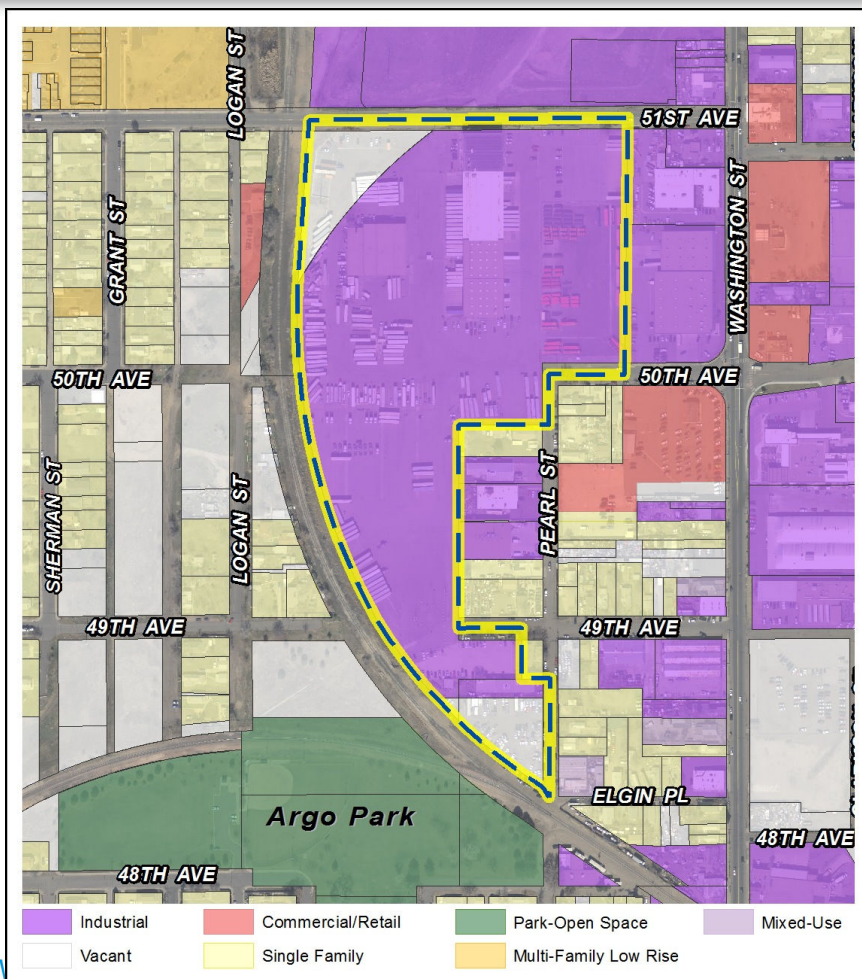 LOGAN ST
51ST AVE
GRANT ST
WASHINGTON ST
50TH AVE
50TH AVE
SHERMAN ST
LOGAN ST
PEARL ST
49TH AVE
49TH AVE
ELGIN PL
Argo Park
48TH AVE
48TH AVE
Industrial
Commercial/Retail
Park-Open Space
Mixed-Use
Vacant
Single Family
Multi-Family Low Rise